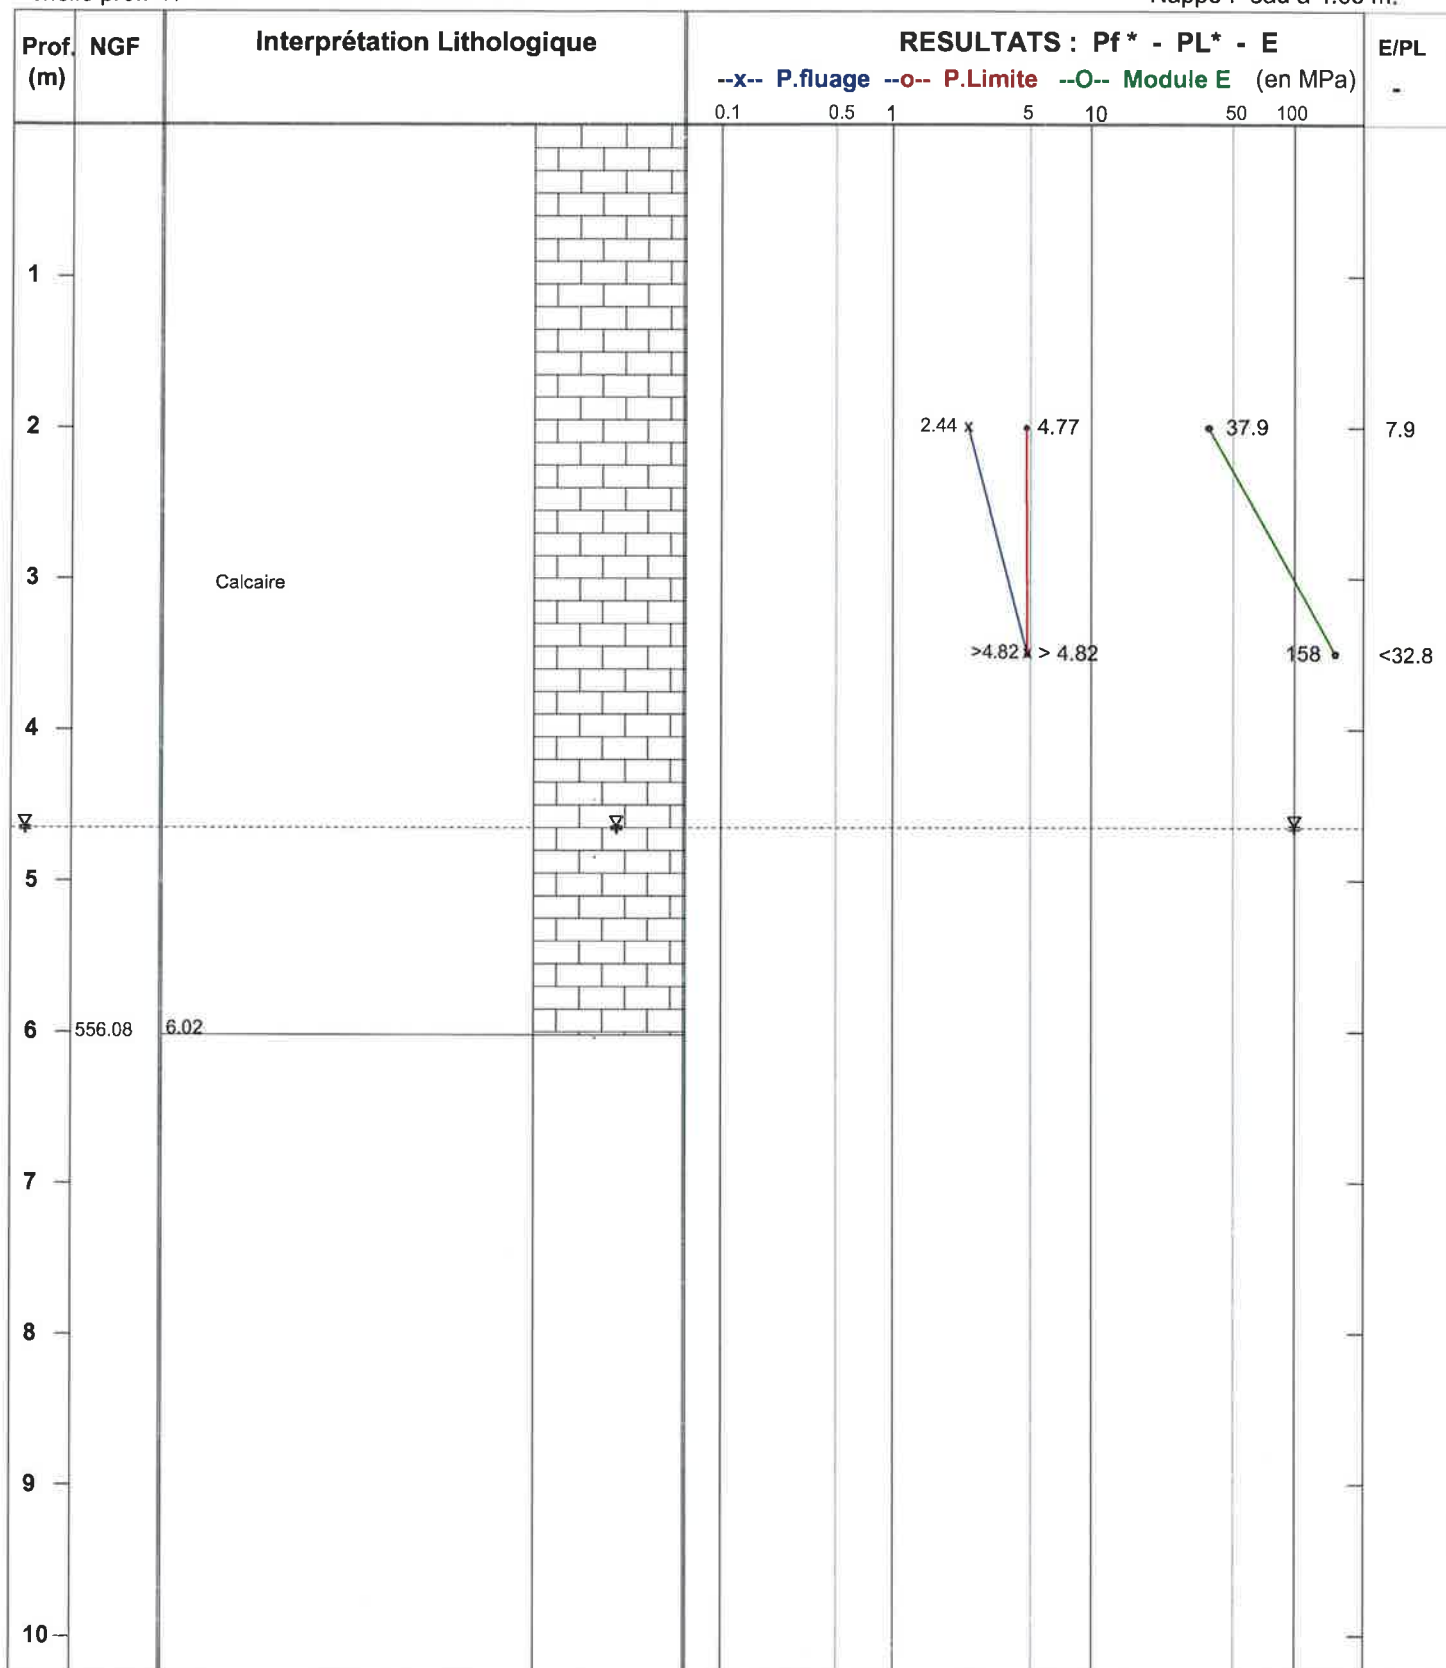 Prof. NGF Interprétation Lithologique RESULTATS : Pf * - PL* - E E/PL
(m) --x-- P.fluage --o-- P.Limite --O-- Module E (en MPa) -
0.1 0.5 1 5 10 50 100
1
2 2.44 x 4.77 37.9 7.9
3 Calcaire
>4.82 x > 4.82 158 <32.8
4
5
6 556.08 6.02
7
8
9
10